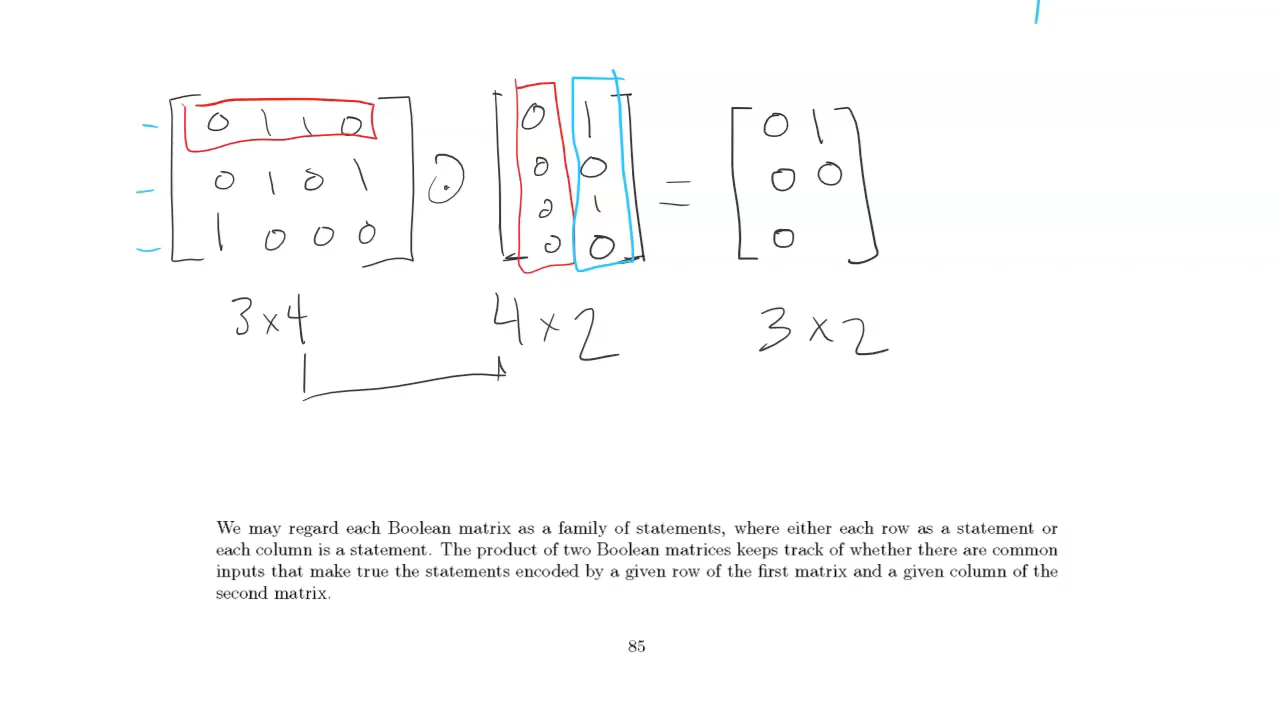 [ 0 1 1 0 ] [ 0 1 ] [ 0 1 ]
[ 0 1 0 1 ] ⊙ [ 0 0 ] = [ 0 0 ]
[ 1 0 0 0 ] [ 0 1 ] [ 0 ]
[ 0 0 ]
3 × 4 4 × 2 3 × 2
We may regard each Boolean matrix as a family of statements, where either each row as a statement or
each column is a statement. The product of two Boolean matrices keeps track of whether there are common
inputs that make true the statements encoded by a given row of the first matrix and a given column of the
second matrix.
85